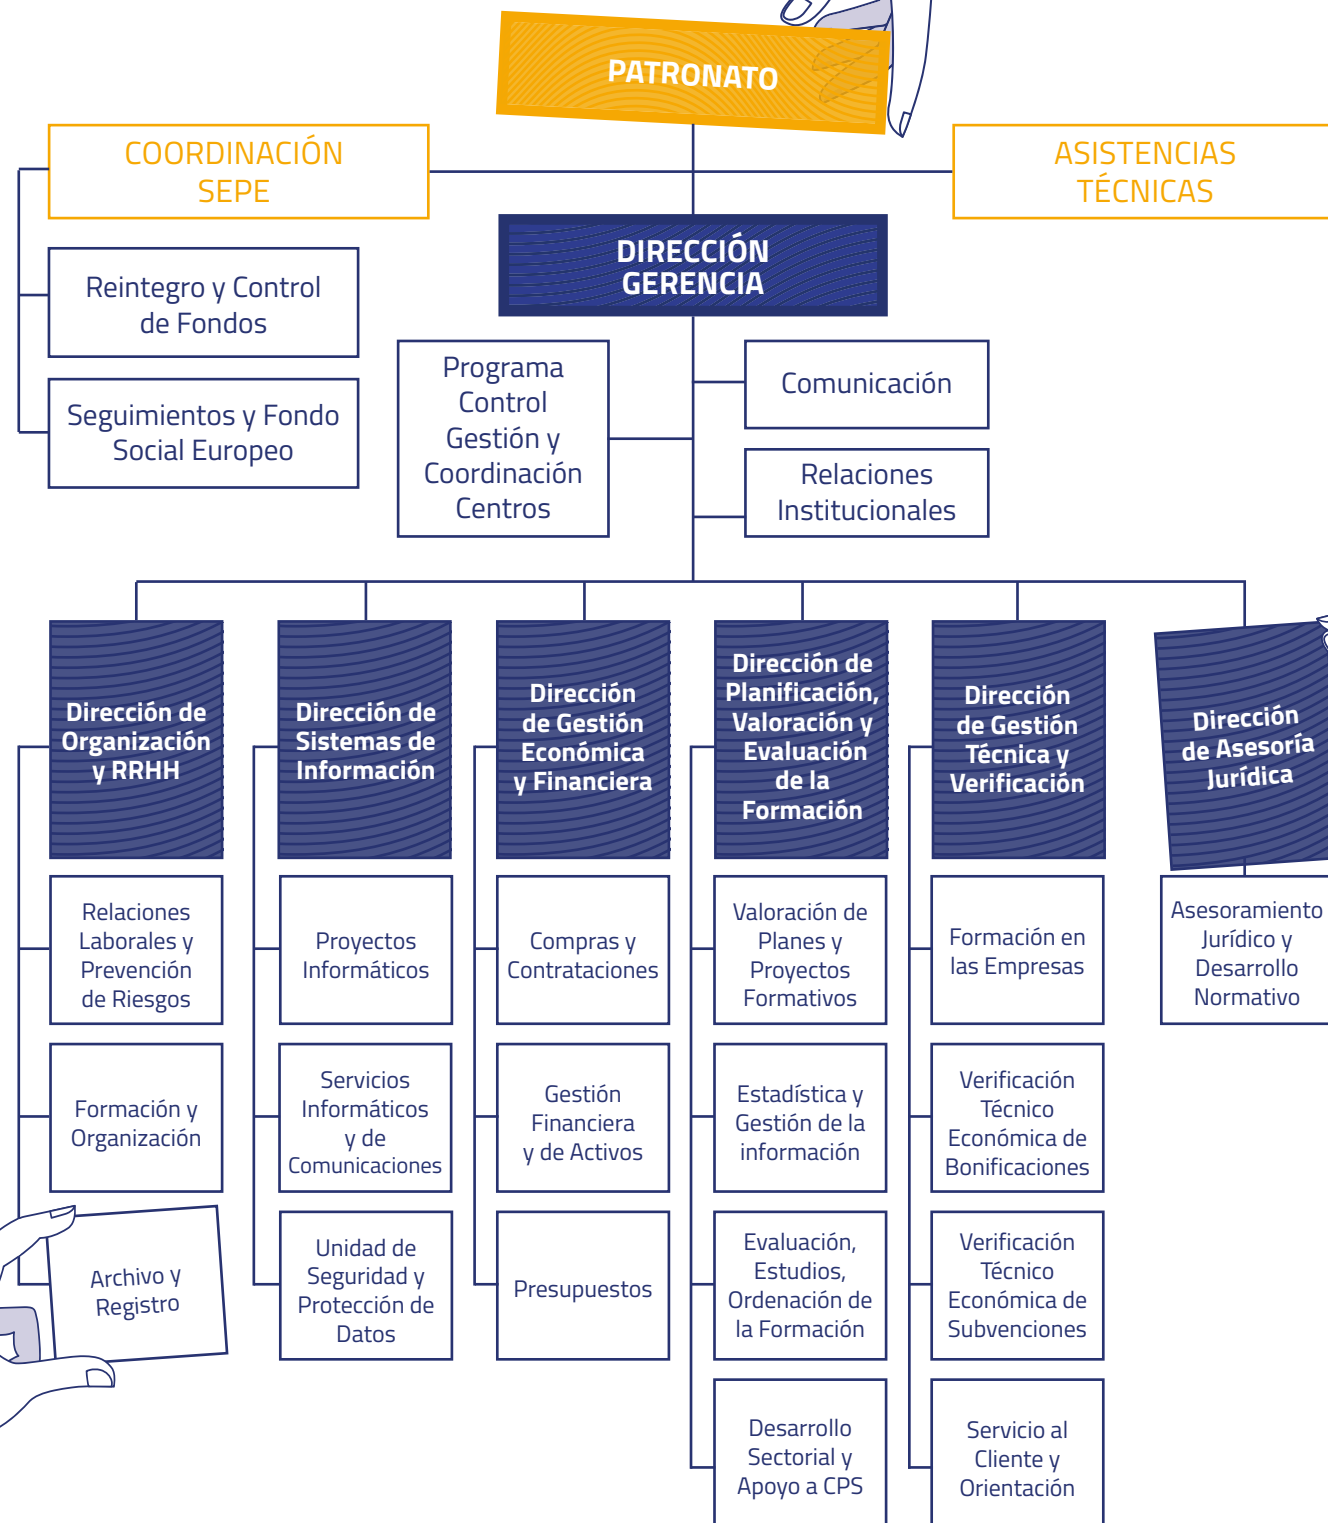 PATRONATO
COORDINACIÓN
SEPE
ASISTENCIAS
TÉCNICAS
DIRECCIÓN
GERENCIA
Reintegro y Control
de Fondos
Seguimientos y Fondo
Social Europeo
Programa
Control
Gestión y
Coordinación
Centros
Comunicación
Relaciones
Institucionales
Dirección de
Organización
y RRHH
Relaciones
Laborales y
Prevención
de Riesgos
Formación y
Organización
Archivo y
Registro
Dirección de
Sistemas de
Información
Proyectos
Informáticos
Servicios
Informáticos
y de
Comunicaciones
Unidad de
Seguridad y
Protección de
Datos
Dirección
de Gestión
Económica
y Financiera
Compras y
Contrataciones
Gestión
Financiera
y de Activos
Presupuestos
Dirección de
Planificación,
Valoración y
Evaluación
de la
Formación
Valoración de
Planes y
Proyectos
Formativos
Estadística y
Gestión de la
información
Evaluación,
Estudios,
Ordenación de
la Formación
Desarrollo
Sectorial y
Apoyo a CPS
Dirección
de Gestión
Técnica y
Verificación
Formación en
las Empresas
Verificación
Técnico
Económica de
Bonificaciones
Verificación
Técnico
Económica de
Subvenciones
Servicio al
Cliente y
Orientación
Dirección
de Asesoría
Jurídica
Asesoramiento
Jurídico y
Desarrollo
Normativo